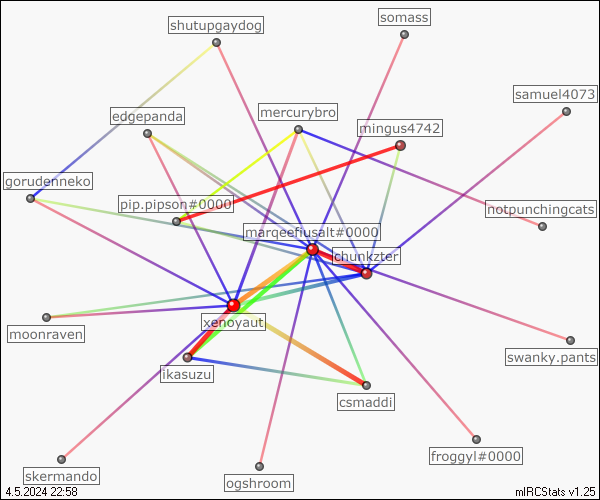 shutupgaydog
somass
samuel4073
edgepanda
mercurybro
mingus4742
gorudenneko
pip.pipson#0000
notpunchingcats
marqeefiusalt#0000
chunkzter
xenoyaut
moonraven
swanky.pants
ikasuzu
csmaddi
froggyl#0000
skermando
ogshroom
4.5.2024 22:58
mIRCStats v1.25